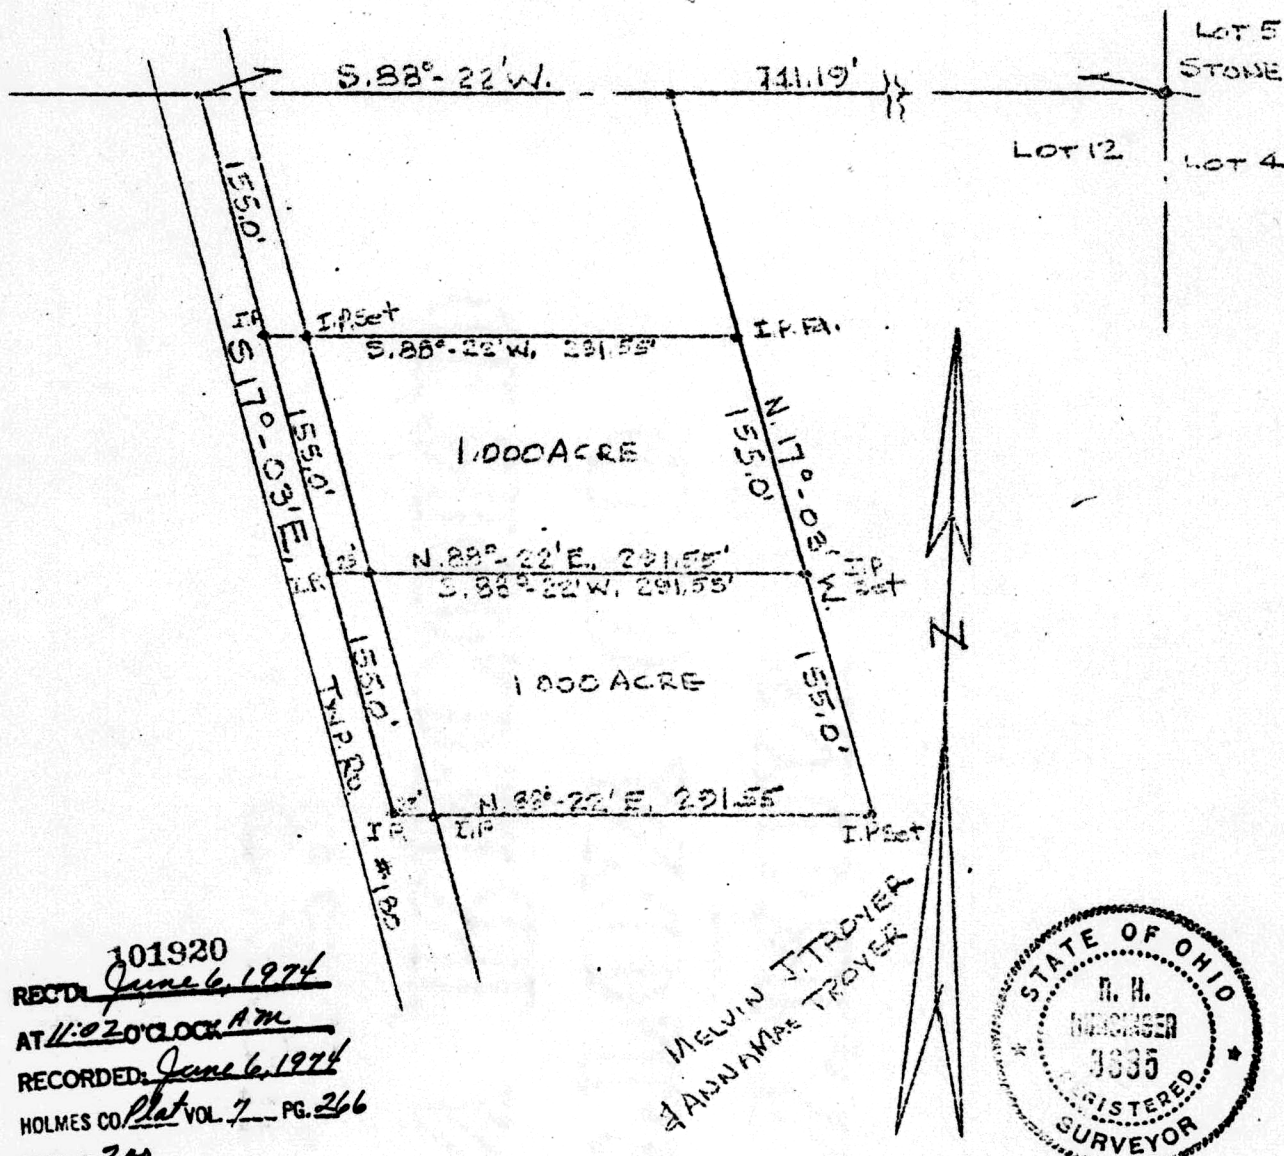 LOT 5
STONE
S. 88°-22'W. 711.19'
LOT 12
LOT 4
155.0'
I.P.
I.P. Set
I.P. Fd.
S. 88°-22'W, 291.55'
S 17°-03'E,
155.0'
1.000 ACRE
155.0'
N. 17°-03' W.
N. 88°-22'E, 291.55'
S. 88°-22'W, 291.55'
I.P.
I.P.
Set
N
155.0'
1 000 ACRE
155.0'
TWP. RD.
#180
N. 88°-22'E, 291.55
I.P.
I.P
I.P. Set
MELVIN J. TROYER
& ANNA MAE TROYER
101920
REC'D: June 6, 1974
AT 11:02 O'CLOCK A M
RECORDED: June 6, 1974
HOLMES CO. Plat VOL. 7 PG. 266
STATE OF OHIO
R. H.
REGISTERED
SURVEYOR